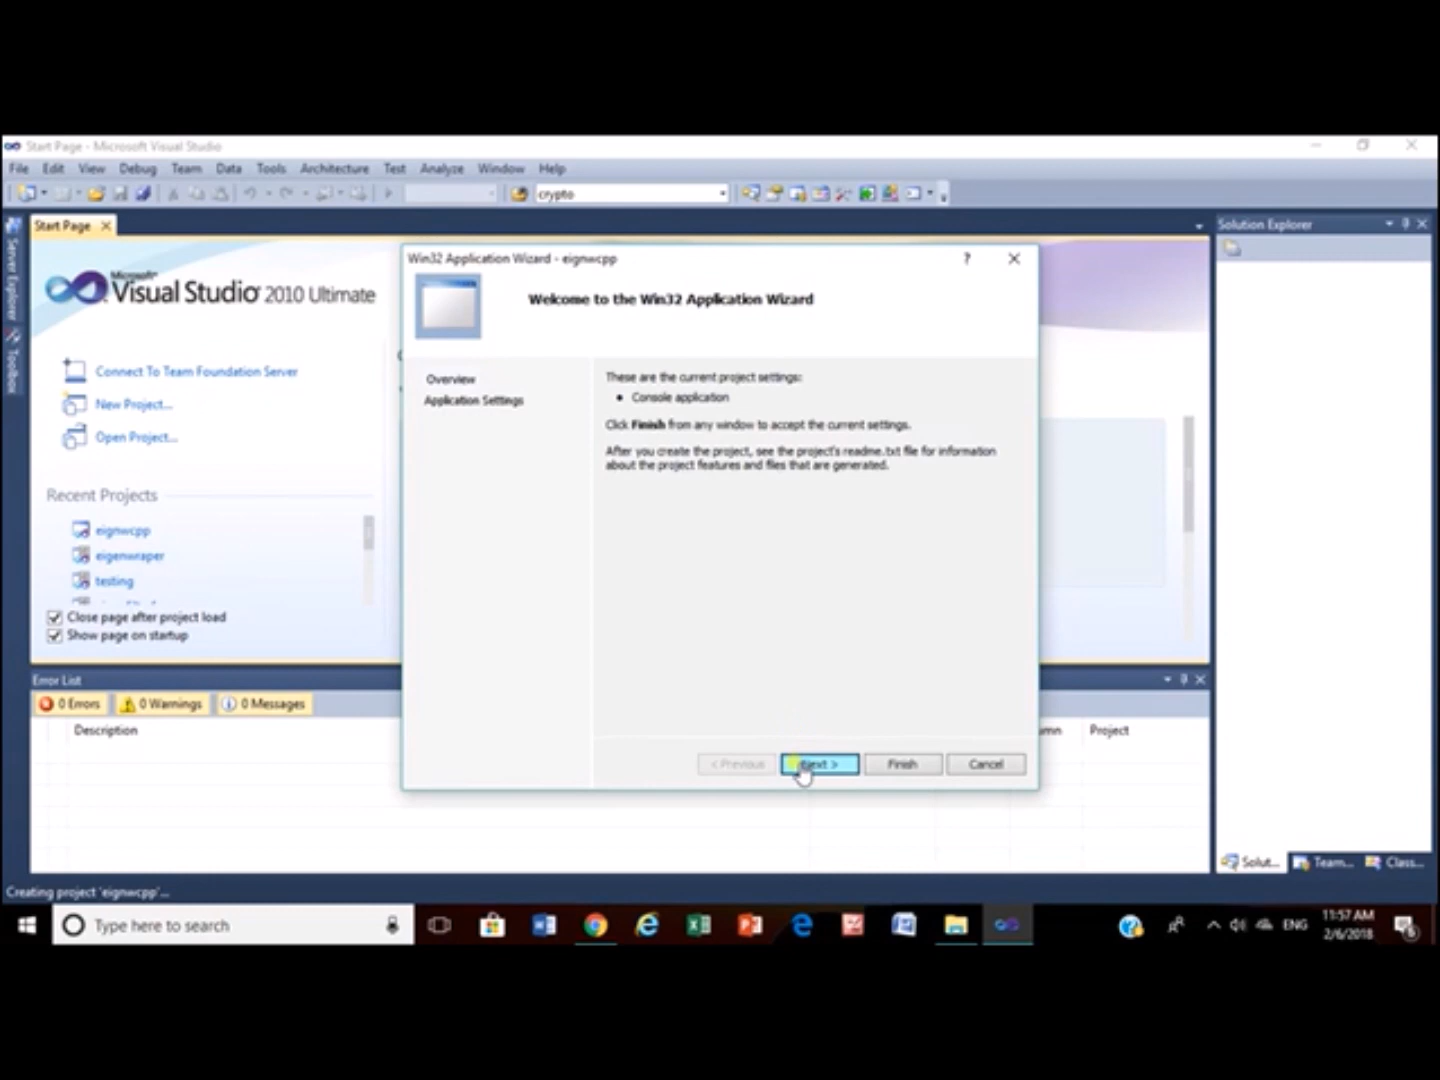 Start Page - Microsoft Visual Studio
File Edit View Debug Team Data Tools Architecture Test Analyze Window Help
crypto
Start Page
Solution Explorer
Server Explorer
Toolbox
Microsoft
Visual Studio 2010 Ultimate
Connect To Team Foundation Server
New Project...
Open Project...
Recent Projects
eignwcpp
eigenwraper
testing
Close page after project load
Show page on startup
Win32 Application Wizard - eignwcpp
?
Welcome to the Win32 Application Wizard
Overview
Application Settings
These are the current project settings:
• Console application
Click Finish from any window to accept the current settings.
After you create the project, see the project's readme.txt file for information
about the project features and files that are generated.
< Previous
Next >
Finish
Cancel
Error List
0 Errors
0 Warnings
0 Messages
Description
umn
Project
Solut...
Team...
Class...
Creating project 'eignwcpp'...
Type here to search
ENG
11:57 AM
2/6/2018